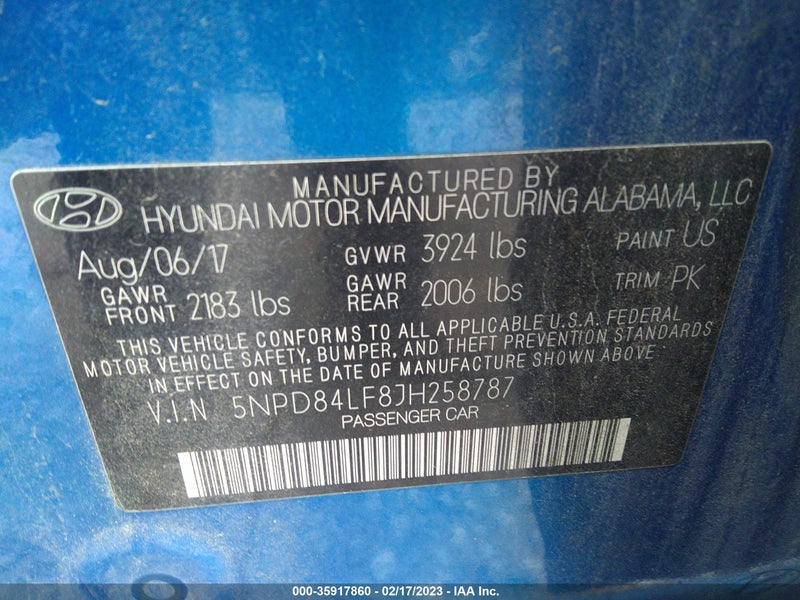 MANUFACTURED BY
HYUNDAI MOTOR MANUFACTURING ALABAMA, LLC
Aug/06/17 GVWR 3924 lbs PAINT US
GAWR FRONT 2183 lbs GAWR REAR 2006 lbs TRIM PK
THIS VEHICLE CONFORMS TO ALL APPLICABLE U.S.A. FEDERAL
MOTOR VEHICLE SAFETY, BUMPER, AND THEFT PREVENTION STANDARDS
IN EFFECT ON THE DATE OF MANUFACTURE SHOWN ABOVE
V.I.N 5NPD84LF8JH258787
PASSENGER CAR
000-35917860 - 02/17/2023 - IAA Inc.